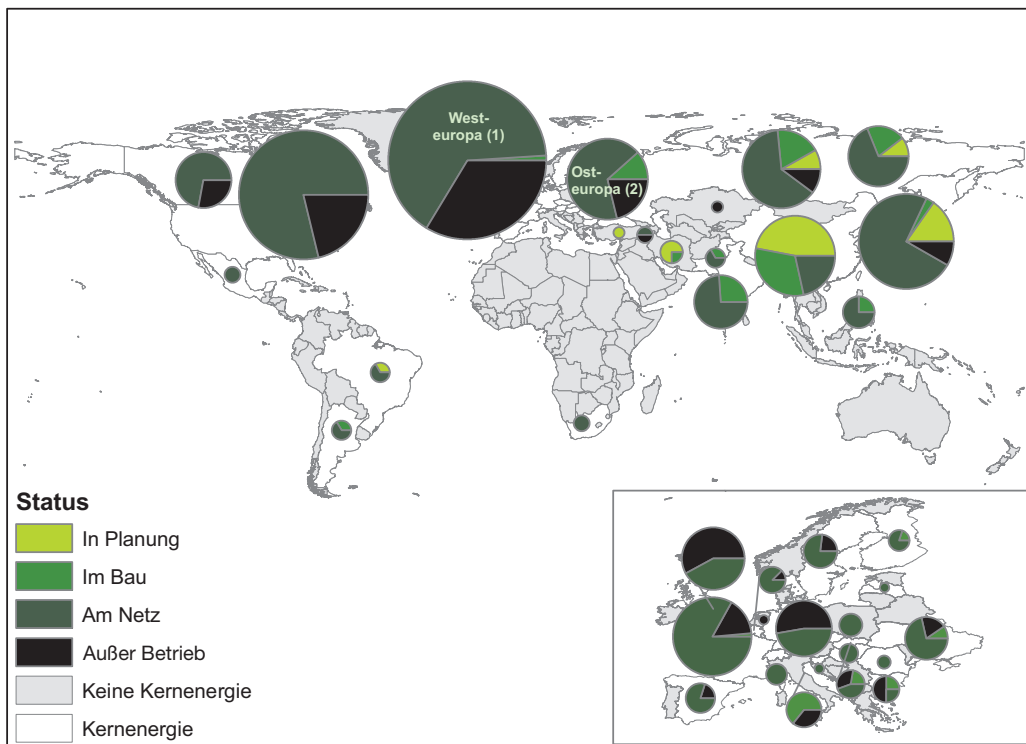 West-
europa (1)
Ost-
europa (2)
Status
In Planung
Im Bau
Am Netz
Außer Betrieb
Keine Kernenergie
Kernenergie